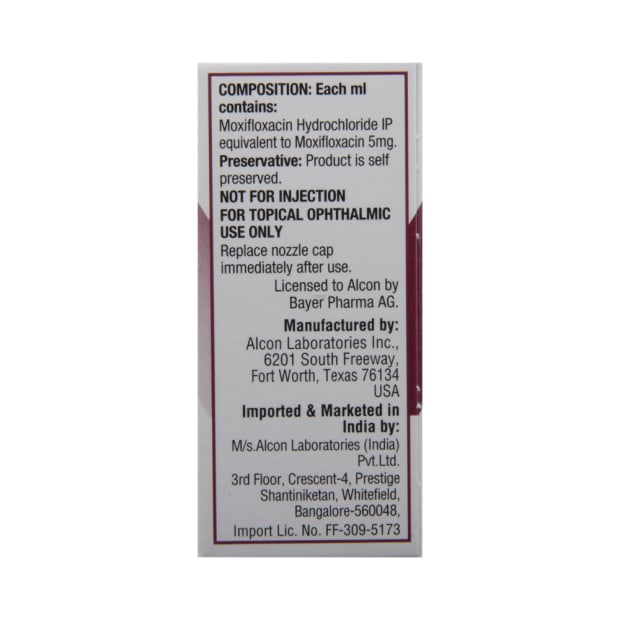 COMPOSITION: Each ml
contains:
Moxifloxacin Hydrochloride IP
equivalent to Moxifloxacin 5mg.
Preservative: Product is self
preserved.
NOT FOR INJECTION
FOR TOPICAL OPHTHALMIC
USE ONLY
Replace nozzle cap
immediately after use.
Licensed to Alcon by
Bayer Pharma AG.
Manufactured by:
Alcon Laboratories Inc.,
6201 South Freeway,
Fort Worth, Texas 76134
USA
Imported & Marketed in
India by:
M/s.Alcon Laboratories (India)
Pvt.Ltd.
3rd Floor, Crescent-4, Prestige
Shantiniketan, Whitefield,
Bangalore-560048,
Import Lic. No. FF-309-5173